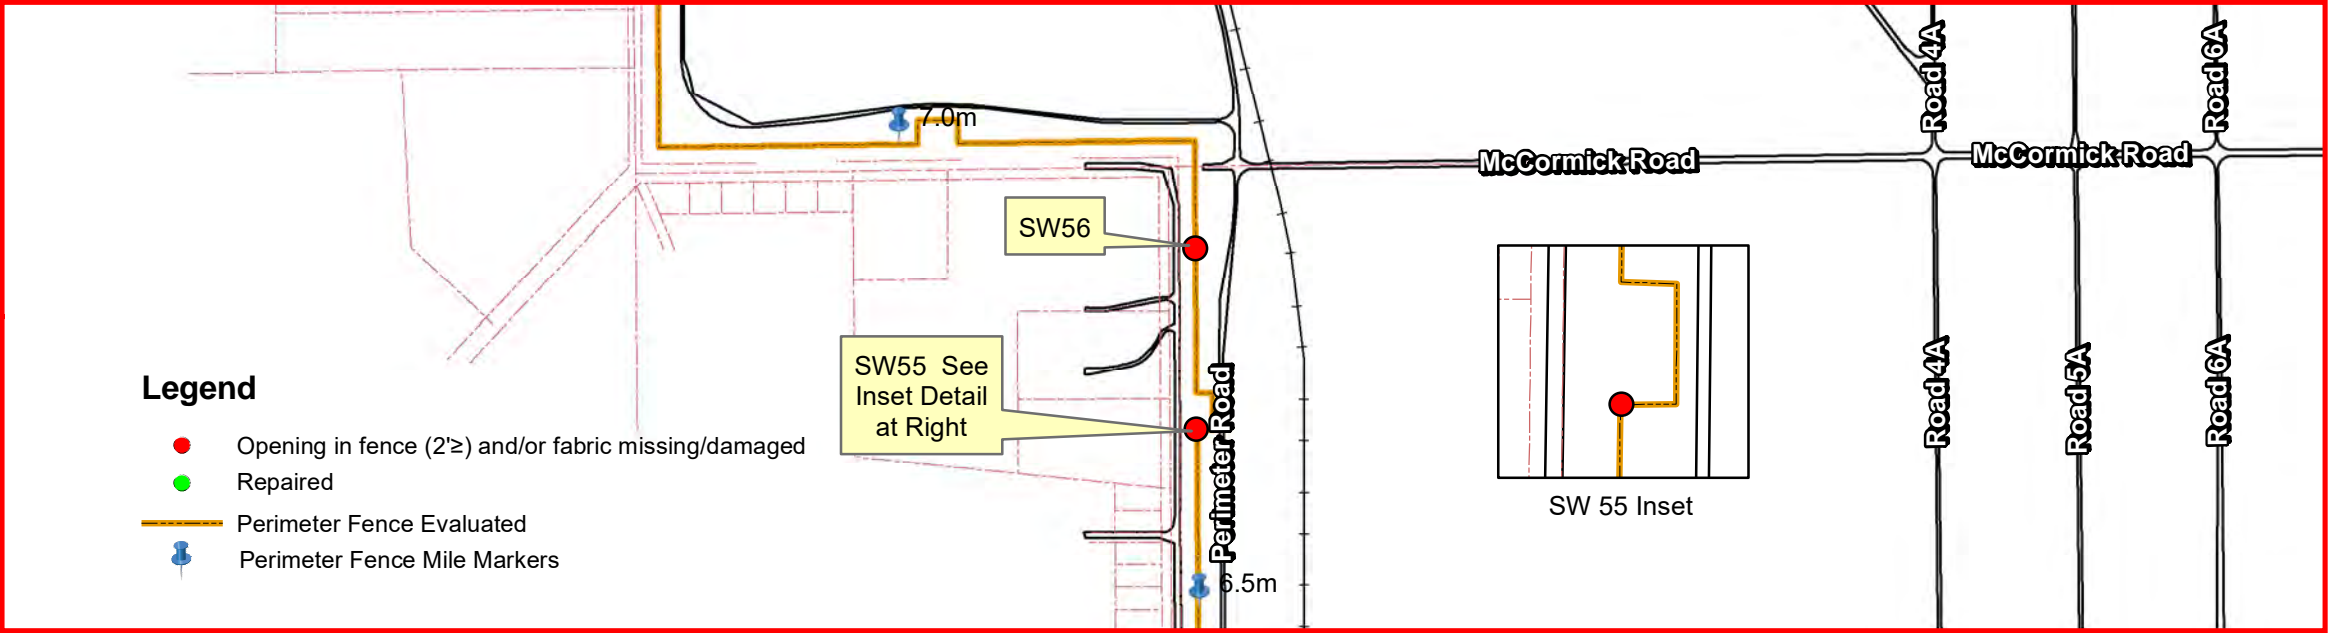 Road 4A
Road 6A
7.0m
McCormick Road
McCormick Road
SW56
SW55 See
Inset Detail
at Right
Perimeter Road
Road 4A
Road 5A
Road 6A
SW 55 Inset
6.5m
Legend
Opening in fence (2'≥) and/or fabric missing/damaged
Repaired
Perimeter Fence Evaluated
Perimeter Fence Mile Markers